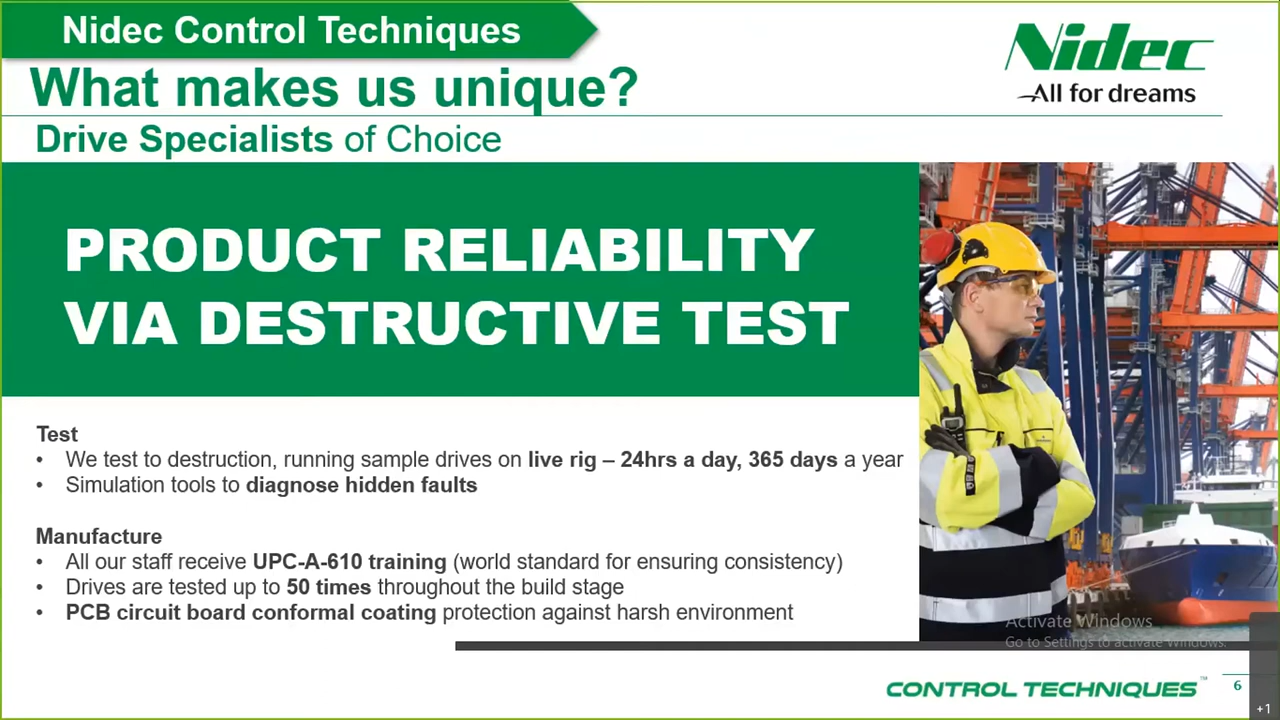 Nidec Control Techniques
Nidec
All for dreams
What makes us unique?
Drive Specialists of Choice
PRODUCT RELIABILITY
VIA DESTRUCTIVE TEST
Test
• We test to destruction, running sample drives on live rig – 24hrs a day, 365 days a year
• Simulation tools to diagnose hidden faults
Manufacture
• All our staff receive UPC-A-610 training (world standard for ensuring consistency)
• Drives are tested up to 50 times throughout the build stage
• PCB circuit board conformal coating protection against harsh environment
Activate Windows
Go to Settings to activate Windows.
CONTROL TECHNIQUES™
6
+1